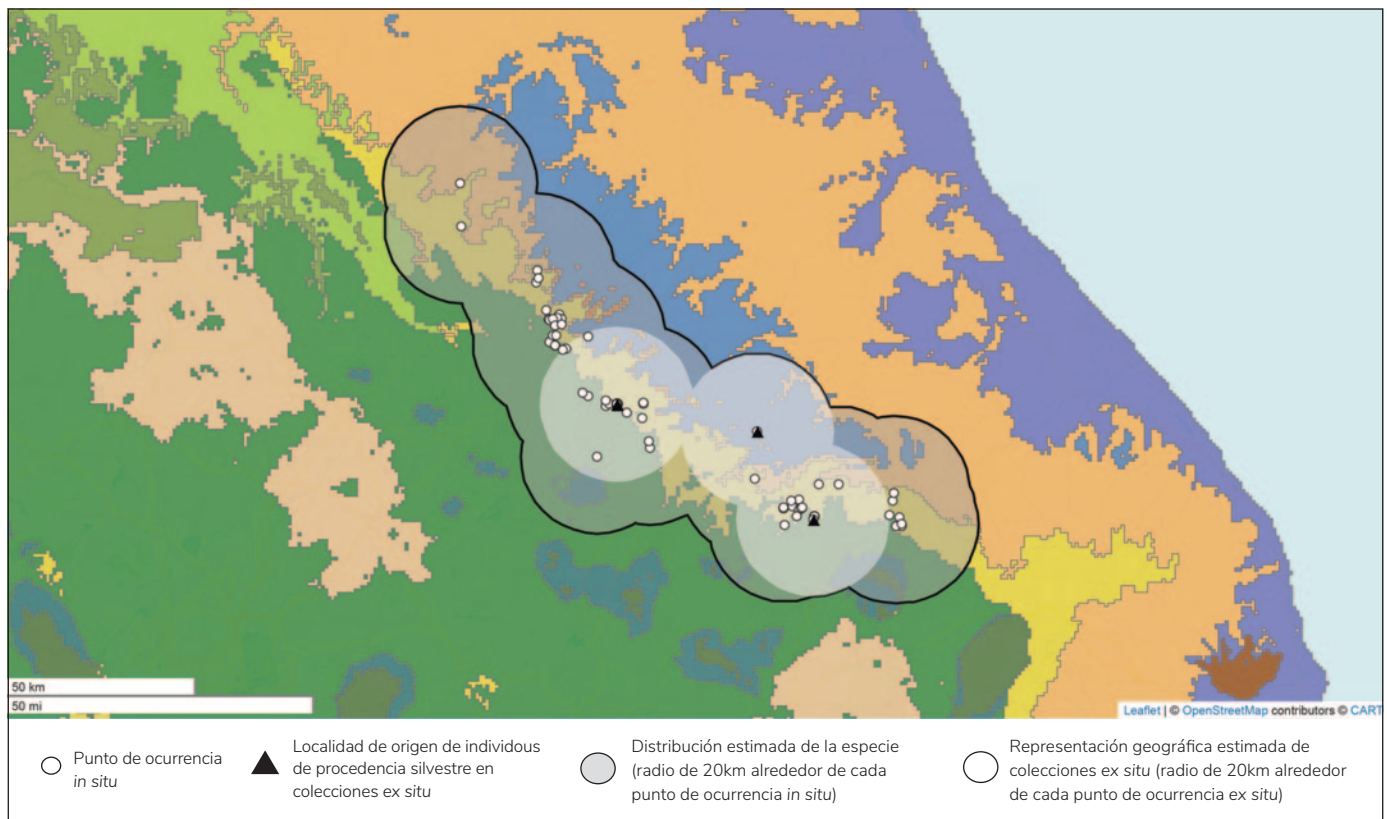 50 km
50 mi
Leaflet | © OpenStreetMap contributors © CART
Punto de ocurrencia
in situ
Localidad de origen de individous
de procedencia silvestre en
colecciones ex situ
Distribución estimada de la especie
(radio de 20km alrededor de cada
punto de ocurrencia in situ)
Representación geográfica estimada de
colecciones ex situ (radio de 20km alrededor
de cada punto de ocurrencia ex situ)